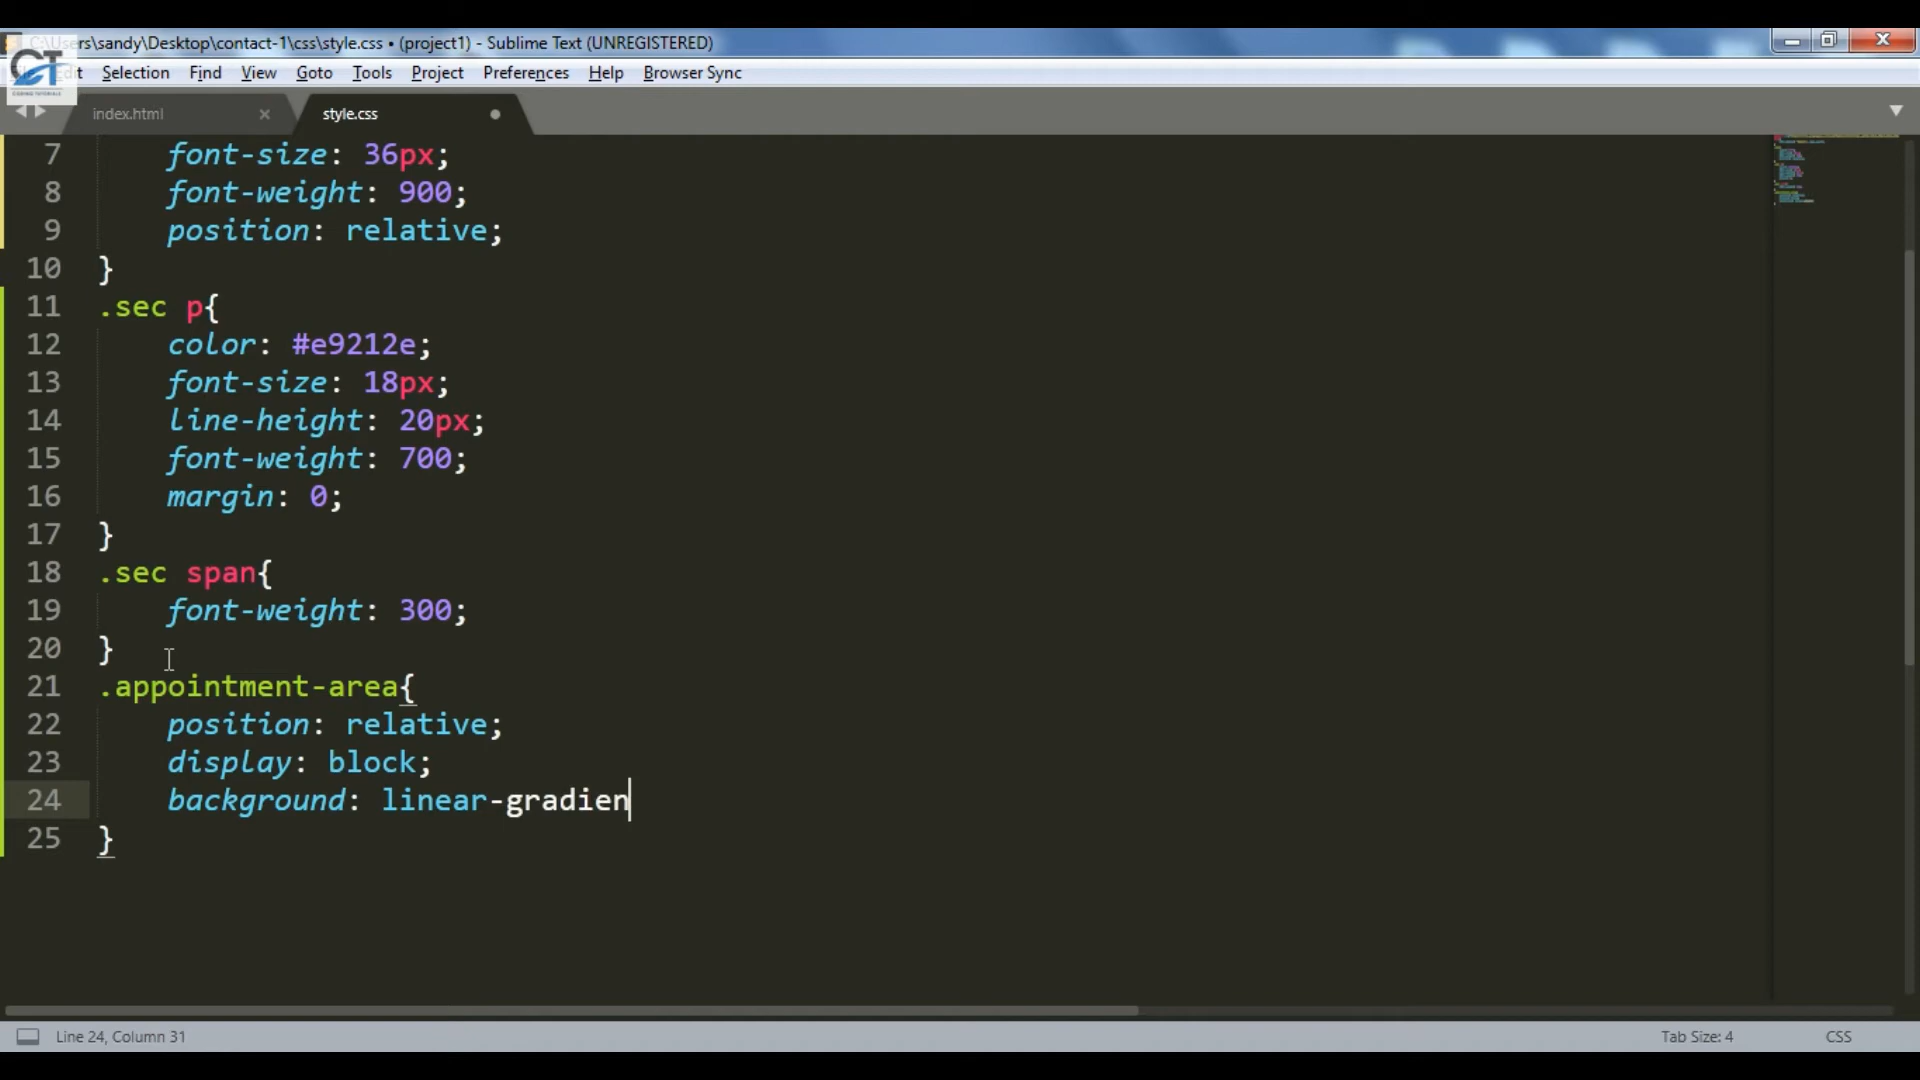 C:\Users\sandy\Desktop\contact-1\css\style.css • (project1) - Sublime Text (UNREGISTERED)
Selection Find View Goto Tools Project Preferences Help Browser Sync
CT
index.html style.css
7 font-size: 36px;
8 font-weight: 900;
9 position: relative;
10 }
11 .sec p{
12 color: #e9212e;
13 font-size: 18px;
14 line-height: 20px;
15 font-weight: 700;
16 margin: 0;
17 }
18 .sec span{
19 font-weight: 300;
20 }
21 .appointment-area{
22 position: relative;
23 display: block;
24 background: linear-gradien
25 }
Line 24, Column 31 Tab Size: 4 CSS